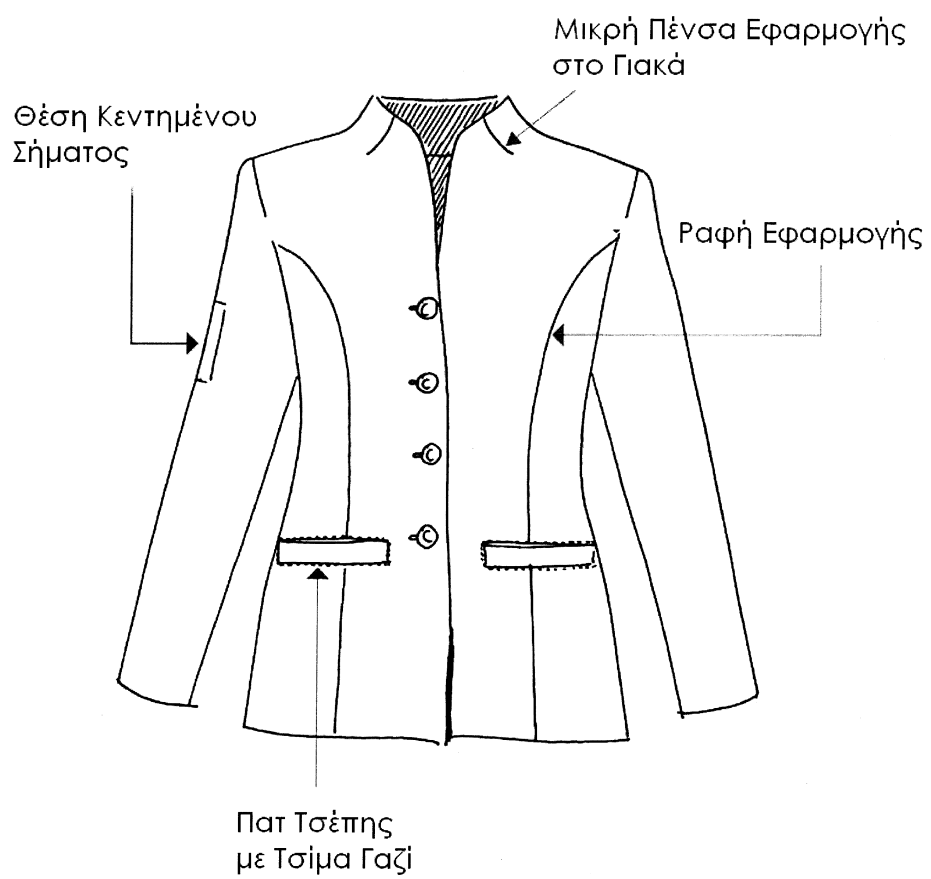 Μικρή Πένσα Εφαρμογής
στο Γιακά
Θέση Κεντημένου
Σήματος
Ραφή Εφαρμογής
Πατ Τσέπης
με Τσίμα Γαζί